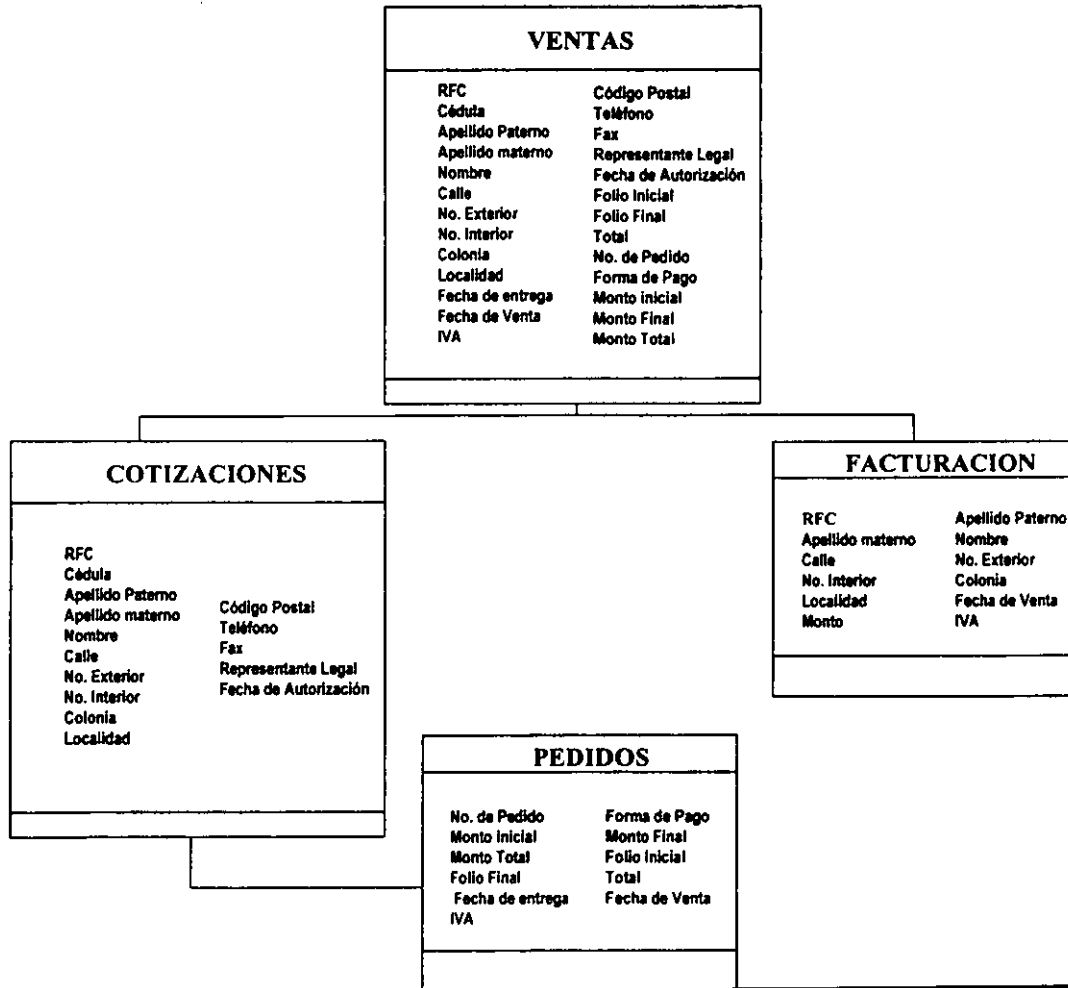 VENTAS
RFC
Cédula
Apellido Paterno
Apellido materno
Nombre
Calle
No. Exterior
No. Interior
Colonia
Localidad
Fecha de entrega
Fecha de Venta
IVA
Código Postal
Teléfono
Fax
Representante Legal
Fecha de Autorización
Folio Inicial
Folio Final
Total
No. de Pedido
Forma de Pago
Monto inicial
Monto Final
Monto Total
COTIZACIONES
RFC
Cédula
Apellido Paterno
Apellido materno
Nombre
Calle
No. Exterior
No. Interior
Colonia
Localidad
Código Postal
Teléfono
Fax
Representante Legal
Fecha de Autorización
FACTURACION
RFC
Apellido materno
Calle
No. Interior
Localidad
Monto
Apellido Paterno
Nombre
No. Exterior
Colonia
Fecha de Venta
IVA
PEDIDOS
No. de Pedido
Monto inicial
Monto Total
Folio Final
Fecha de entrega
IVA
Forma de Pago
Monto Final
Folio Inicial
Total
Fecha de Venta